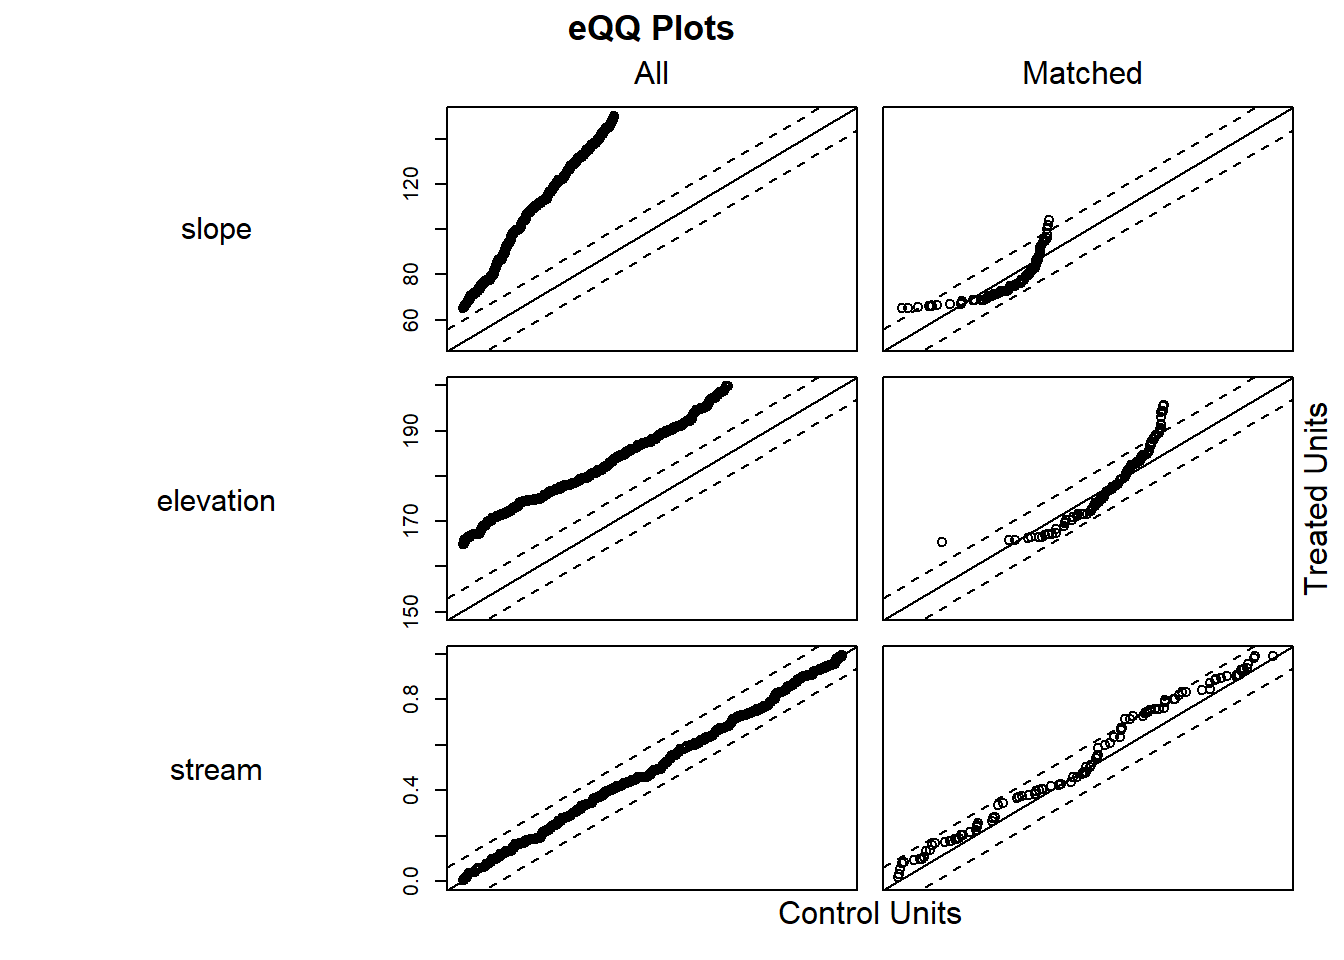 eQQ Plots
All Matched
slope
60 80 120
elevation
150 170 190
stream
0.0 0.4 0.8
Control Units
Treated Units